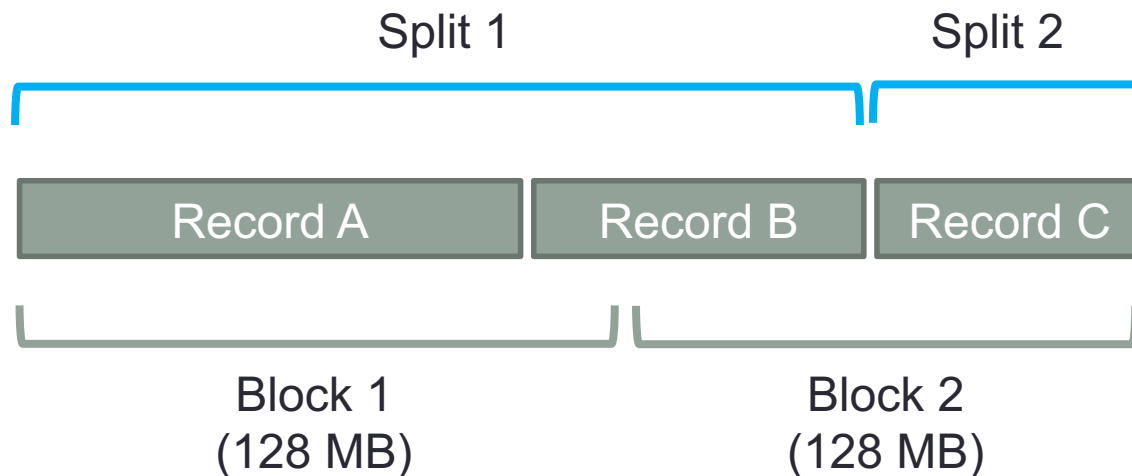 Split 1
Split 2
Record A
Record B
Record C
Block 1
(128 MB)
Block 2
(128 MB)